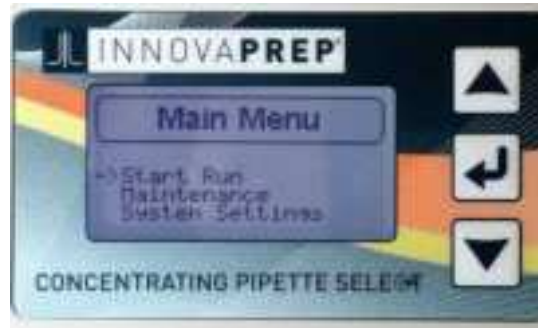 INNOVAPREP
Main Menu
->Start Run
Maintenance
System Settings
CONCENTRATING PIPETTE SELECT